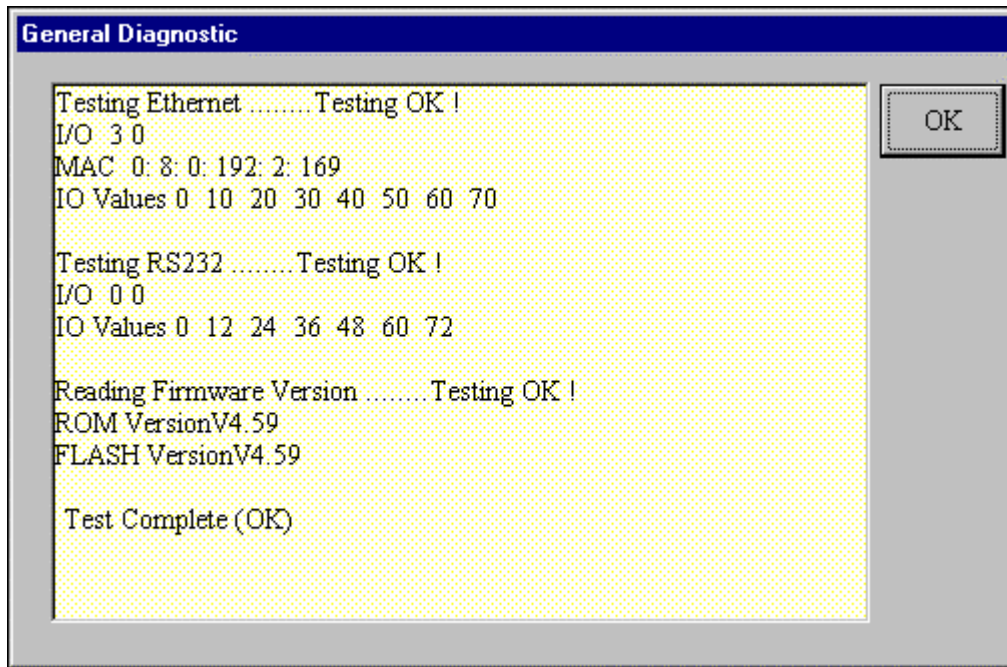 General Diagnostic
Testing Ethernet ........Testing OK !
I/O  3 0
MAC  0: 8: 0: 192: 2: 169
IO Values 0  10  20  30  40  50  60  70
Testing RS232 ........Testing OK !
I/O  0 0
IO Values 0  12  24  36  48  60  72
Reading Firmware Version ........Testing OK !
ROM VersionV4.59
FLASH VersionV4.59
Test Complete (OK)
OK